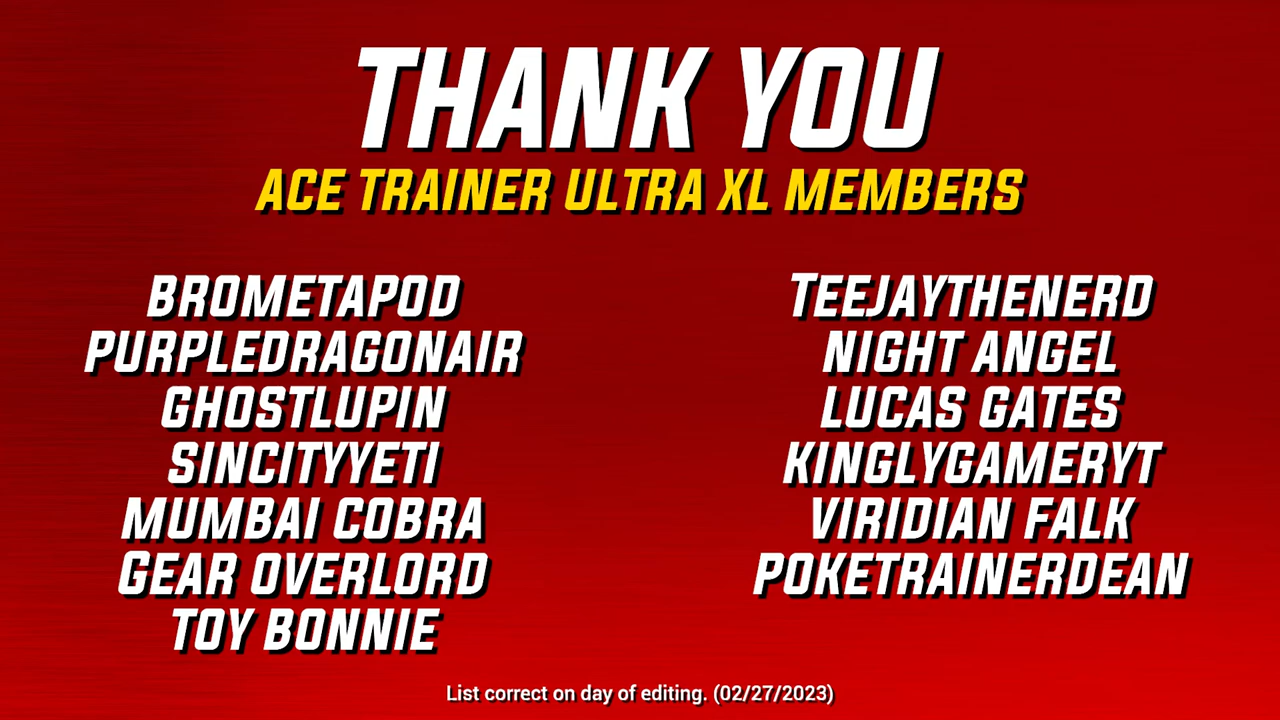 THANK YOU
ACE TRAINER ULTRA XL MEMBERS
BROMETAPOD
PURPLEDRAGONAIR
GHOSTLUPIN
SINCITYYETI
MUMBAI COBRA
GEAR OVERLORD
TOY BONNIE
TEEJAYTHENERD
NIGHT ANGEL
LUCAS GATES
KINGLYGAMERYT
VIRIDIAN FALK
POKETRAINERDEAN
List correct on day of editing. (02/27/2023)